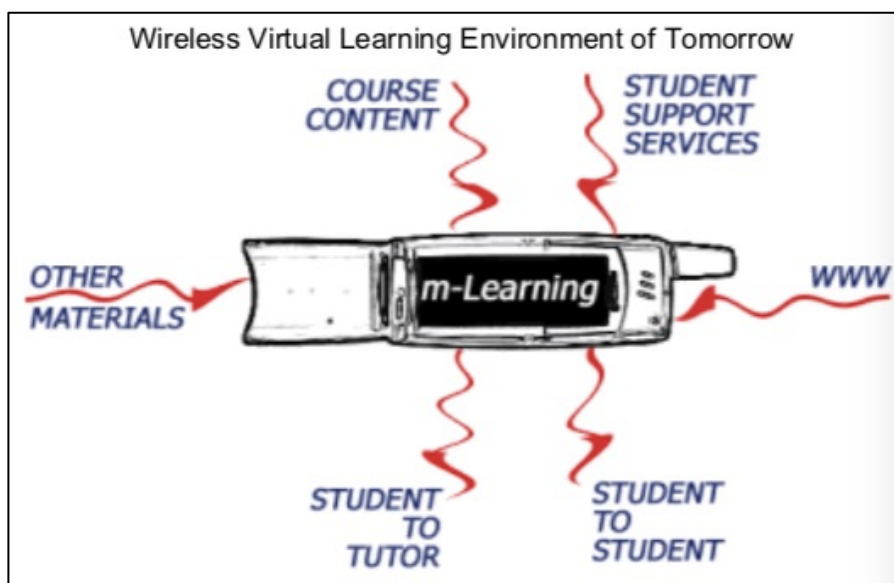 Wireless Virtual Learning Environment of Tomorrow
COURSE
CONTENT
STUDENT
SUPPORT
SERVICES
OTHER
MATERIALS
m-Learning
WWW
STUDENT
TO
TUTOR
STUDENT
TO
STUDENT